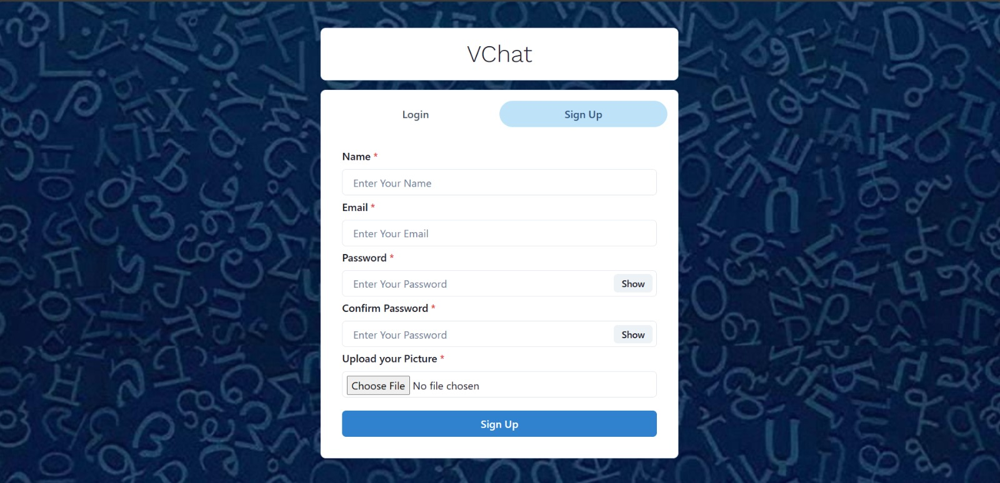 VChat
Login Sign Up
Name *
Enter Your Name
Email *
Enter Your Email
Password *
Enter Your Password Show
Confirm Password *
Enter Your Password Show
Upload your Picture *
Choose File No file chosen
Sign Up